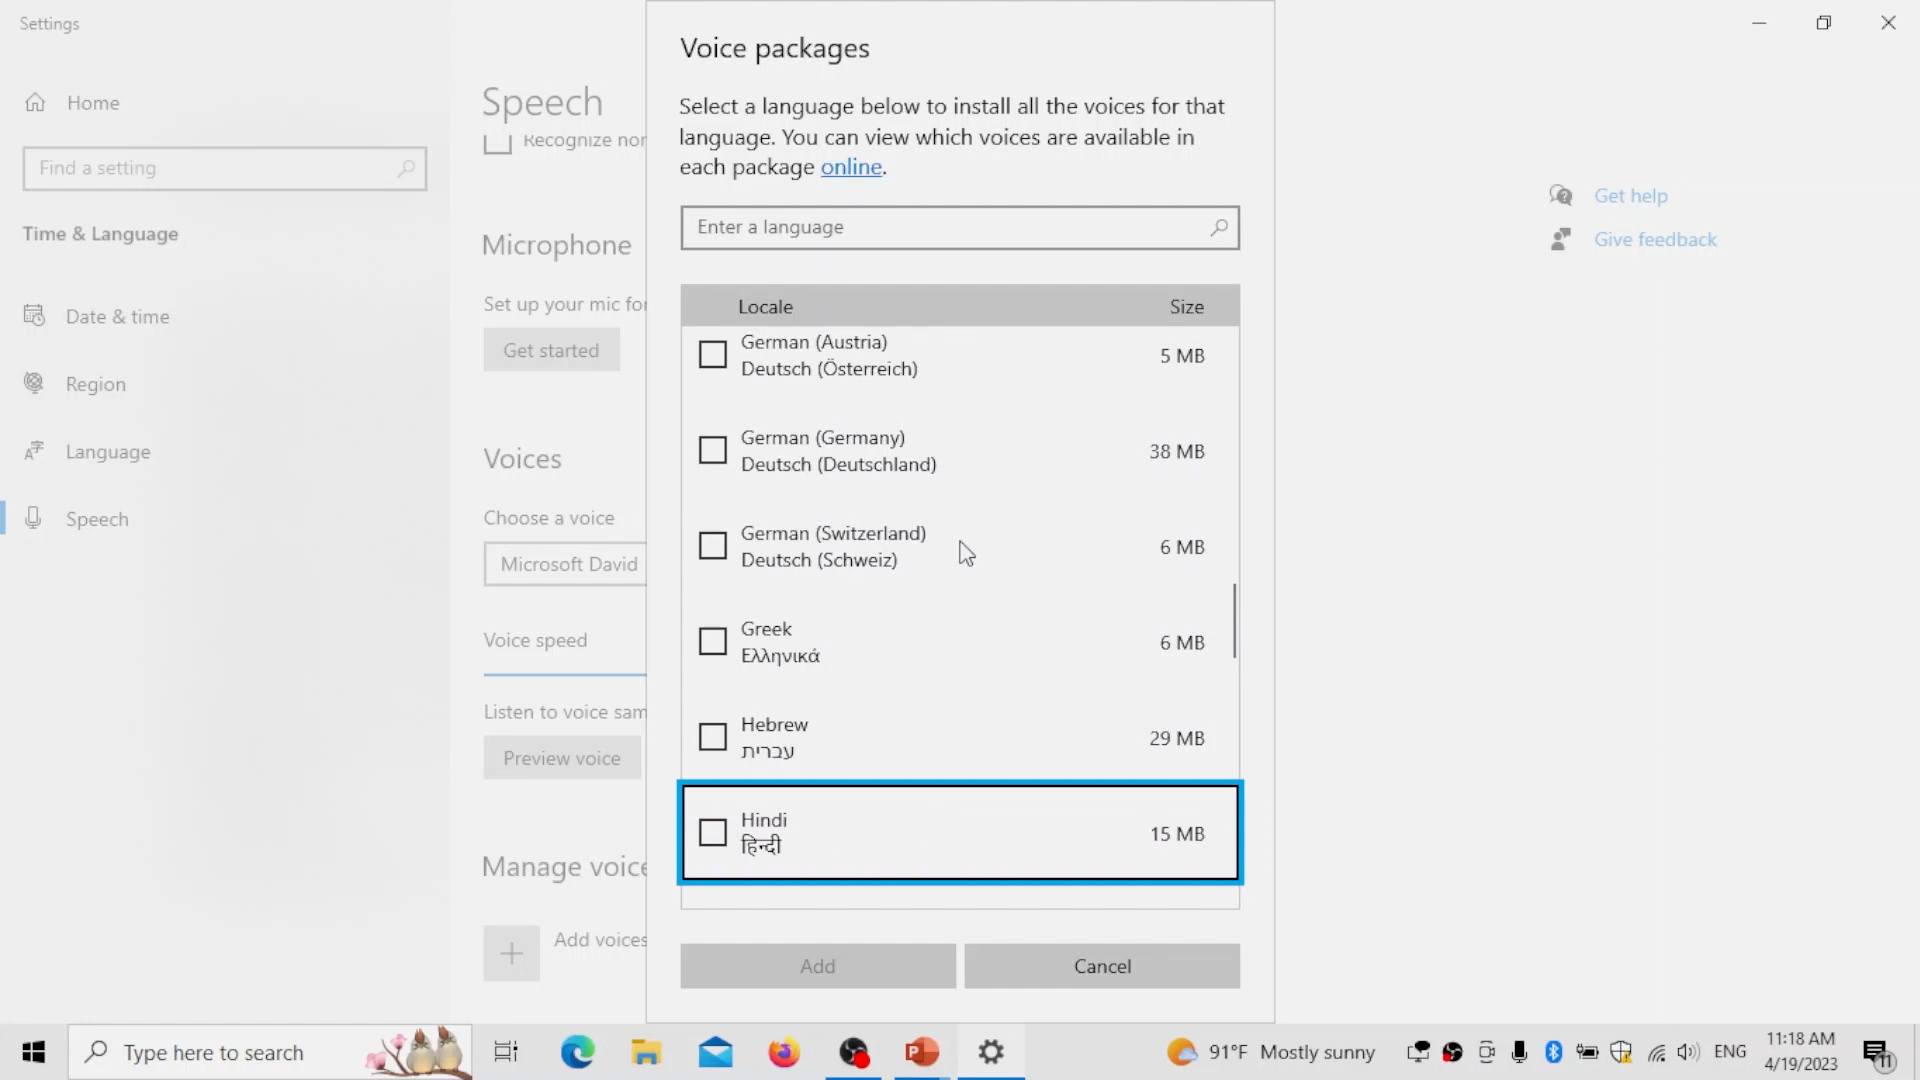 Settings
Home
Find a setting
Time & Language
Date & time
Region
Language
Speech
Speech
Recognize nor
Microphone
Set up your mic for
Get started
Voices
Choose a voice
Microsoft David
Voice speed
Listen to voice sam
Preview voice
Manage voice
Add voices
Voice packages
Select a language below to install all the voices for that
language. You can view which voices are available in
each package online.
Enter a language
Locale Size
German (Austria)
Deutsch (Österreich)
5 MB
German (Germany)
Deutsch (Deutschland)
38 MB
German (Switzerland)
Deutsch (Schweiz)
6 MB
Greek
Ελληνικά
6 MB
Hebrew
עברית
29 MB
Hindi
हिन्दी
15 MB
Add
Cancel
Get help
Give feedback
Type here to search
91°F Mostly sunny
ENG
11:18 AM
4/19/2023
11